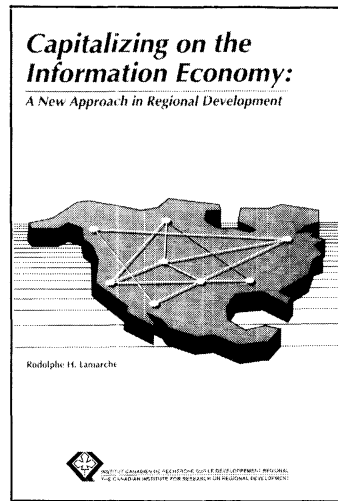 Capitalizing on the
Information Economy:
A New Approach in Regional Development
Rodolphe H. Lamarche
INSTITUT CANADIEN DE RECHERCHE SUR LE DÉVELOPPEMENT RÉGIONAL
THE CANADIAN INSTITUTE FOR RESEARCH ON REGIONAL DEVELOPMENT